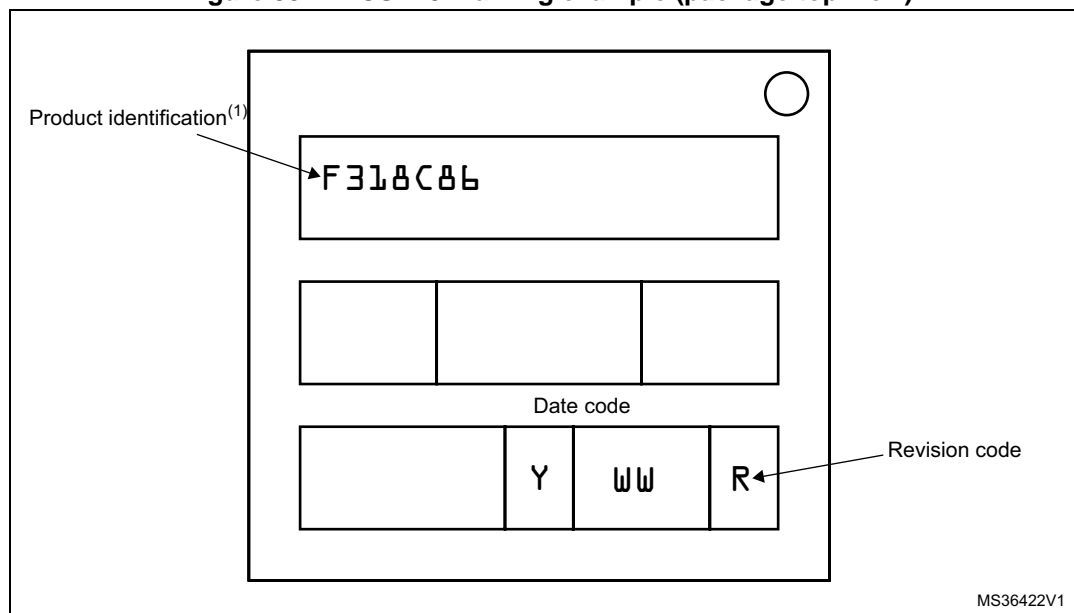 Product identification(1)
F318C86
Date code
Y WW R
Revision code
MS36422V1